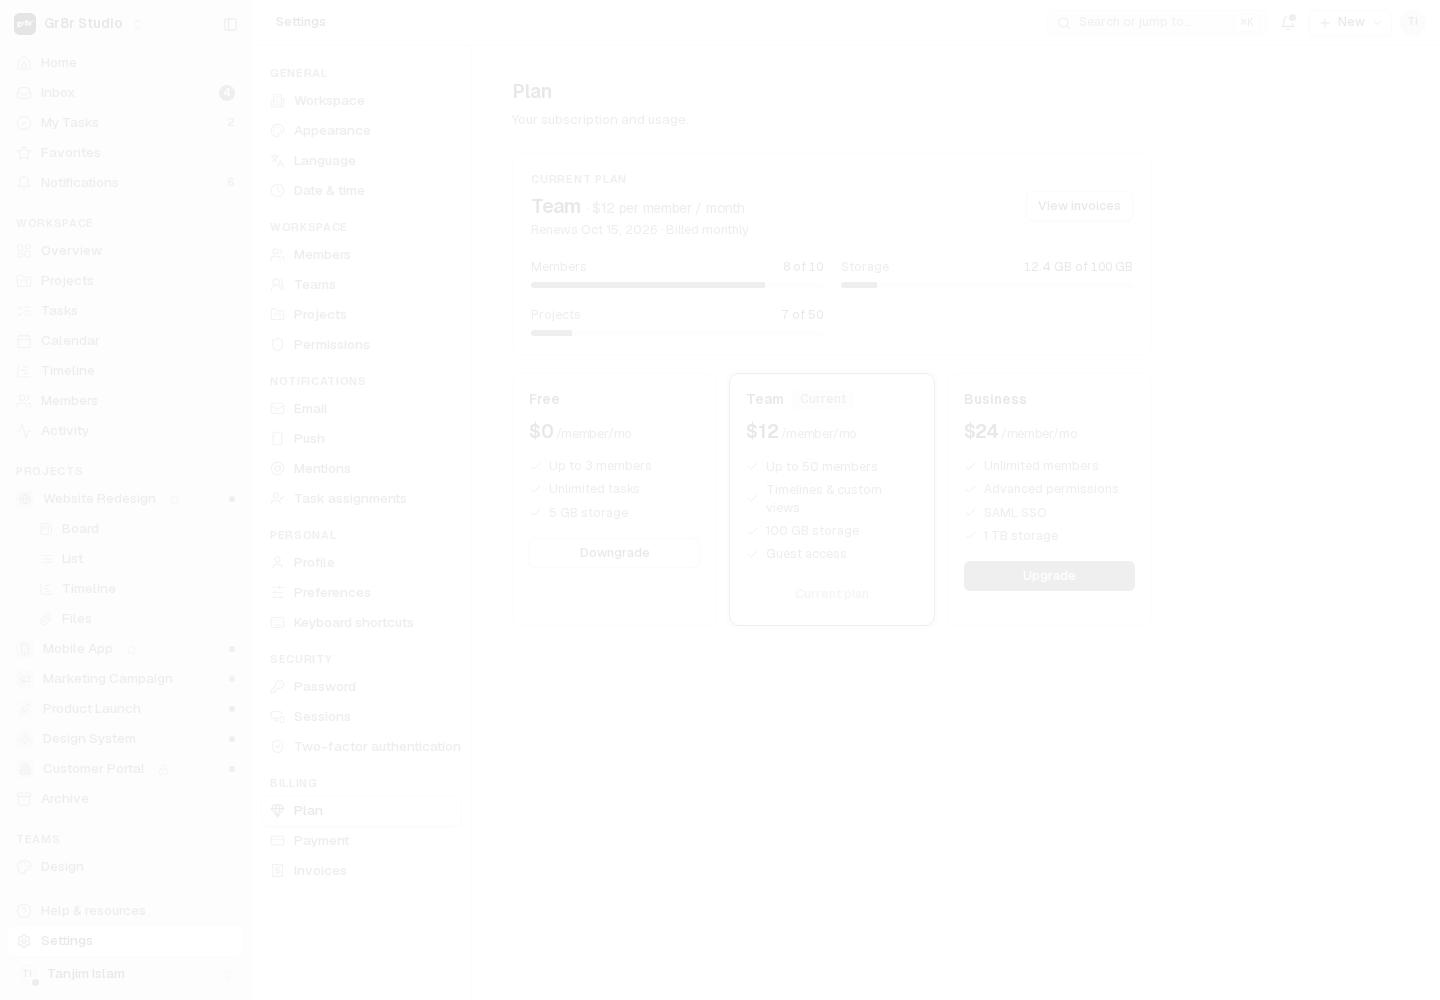 Gr8r Studio
Home
Inbox 4
My Tasks 2
Favorites
Notifications 6
WORKSPACE
Overview
Projects
Tasks
Calendar
Timeline
Members
Activity
PROJECTS
Website Redesign
Board
List
Timeline
Files
Mobile App
Marketing Campaign
Product Launch
Design System
Customer Portal
Archive
TEAMS
Design
Help & resources
Settings
TI Tanjim Islam
Settings
Search or jump to... ⌘K
New
TI
GENERAL
Workspace
Appearance
Language
Date & time
WORKSPACE
Members
Teams
Projects
Permissions
NOTIFICATIONS
Email
Push
Mentions
Task assignments
PERSONAL
Profile
Preferences
Keyboard shortcuts
SECURITY
Password
Sessions
Two-factor authentication
BILLING
Plan
Payment
Invoices
Plan
Your subscription and usage.
CURRENT PLAN
Team · $12 per member / month
Renews Oct 15, 2026 · Billed monthly
View invoices
Members 8 of 10
Storage 12.4 GB of 100 GB
Projects 7 of 50
Free
$0 /member/mo
Up to 3 members
Unlimited tasks
5 GB storage
Downgrade
Team Current
$12 /member/mo
Up to 50 members
Timelines & custom
views
100 GB storage
Guest access
Current plan
Business
$24 /member/mo
Unlimited members
Advanced permissions
SAML SSO
1 TB storage
Upgrade